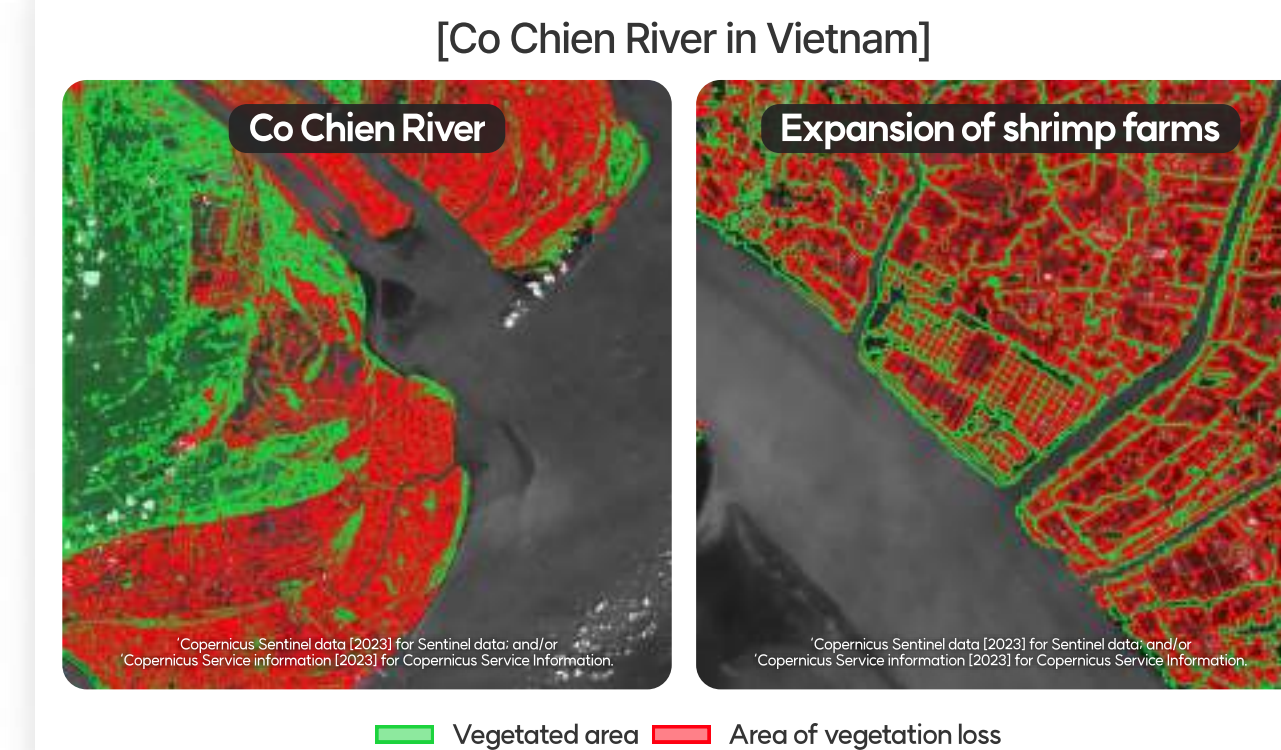 [Co Chien River in Vietnam]
Co Chien River
Expansion of shrimp farms
'Copernicus Sentinel data [2023] for Sentinel data; and/or
'Copernicus Service information [2023] for Copernicus Service Information.
'Copernicus Sentinel data [2023] for Sentinel data; and/or
'Copernicus Service information [2023] for Copernicus Service Information.
Vegetated area
Area of vegetation loss